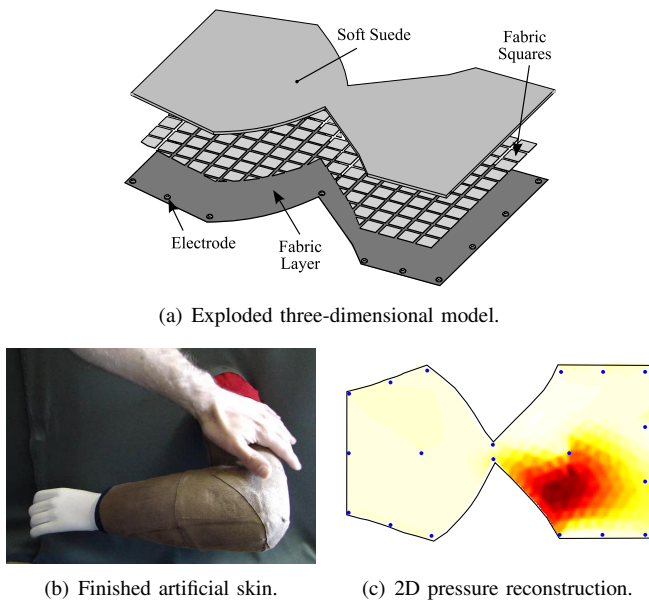 Soft Suede
Fabric
Squares
Electrode
Fabric
Layer
(a) Exploded three-dimensional model.
(b) Finished artificial skin.
(c) 2D pressure reconstruction.